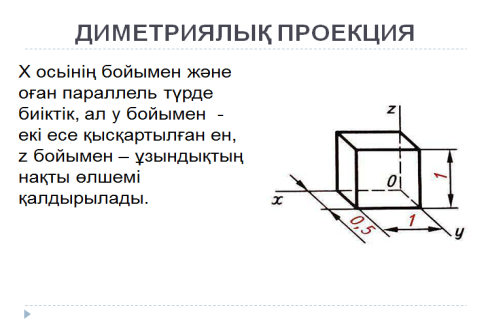 ДИМЕТРИЯЛЫҚ ПРОЕКЦИЯ
Х осьінің бойымен және
оған параллель түрде
биіктік, ал у бойымен -
екі есе қысқартылған ен,
z бойымен – ұзындықтың
нақты өлшемі
қалдырылады.
z
0
1
x
0,5
1
y